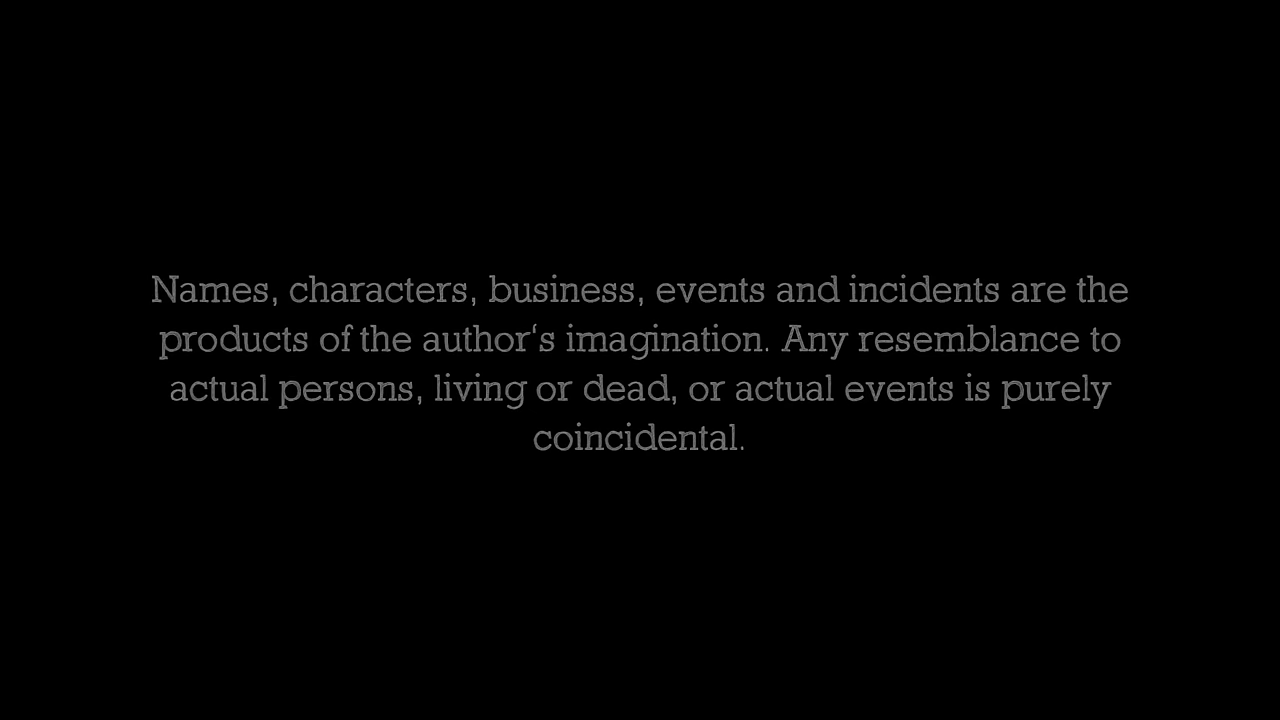 Names, characters, business, events and incidents are the
products of the author‘s imagination. Any resemblance to
actual persons, living or dead, or actual events is purely
coincidental.